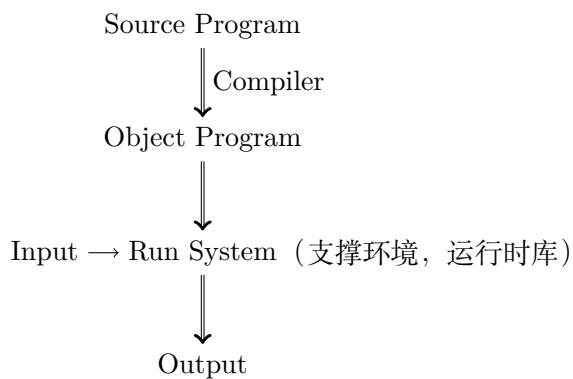 Source Program
Compiler
Object Program
Input → Run System（支撑环境，运行时库）
Output